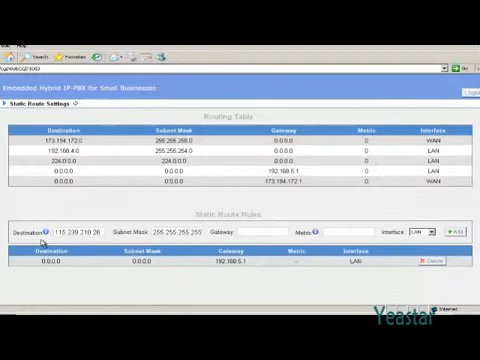 Search Favorites
Go
Embedded Hybrid IP-PBX for Small Businesses
Static Route Settings
Routing Table
Destination Subnet Mask Gateway Metric Interface
173.194.172.0 255.255.255.0 0.0.0.0 0 WAN
192.168.4.0 255.255.254.0 0.0.0.0 0 LAN
224.0.0.0 224.0.0.0 0.0.0.0 0 LAN
0.0.0.0 0.0.0.0 192.168.5.1 0 LAN
0.0.0.0 0.0.0.0 173.194.172.1 0 WAN
Static Route Rules
Destination : 115.239.210.26 Subnet Mask: 255.255.255.255 Gateway: Metric : Interface LAN Add
Destination Subnet Mask Gateway Metric Interface
0.0.0.0 0.0.0.0 192.168.5.1 -- LAN Delete
Internet
Yeastar